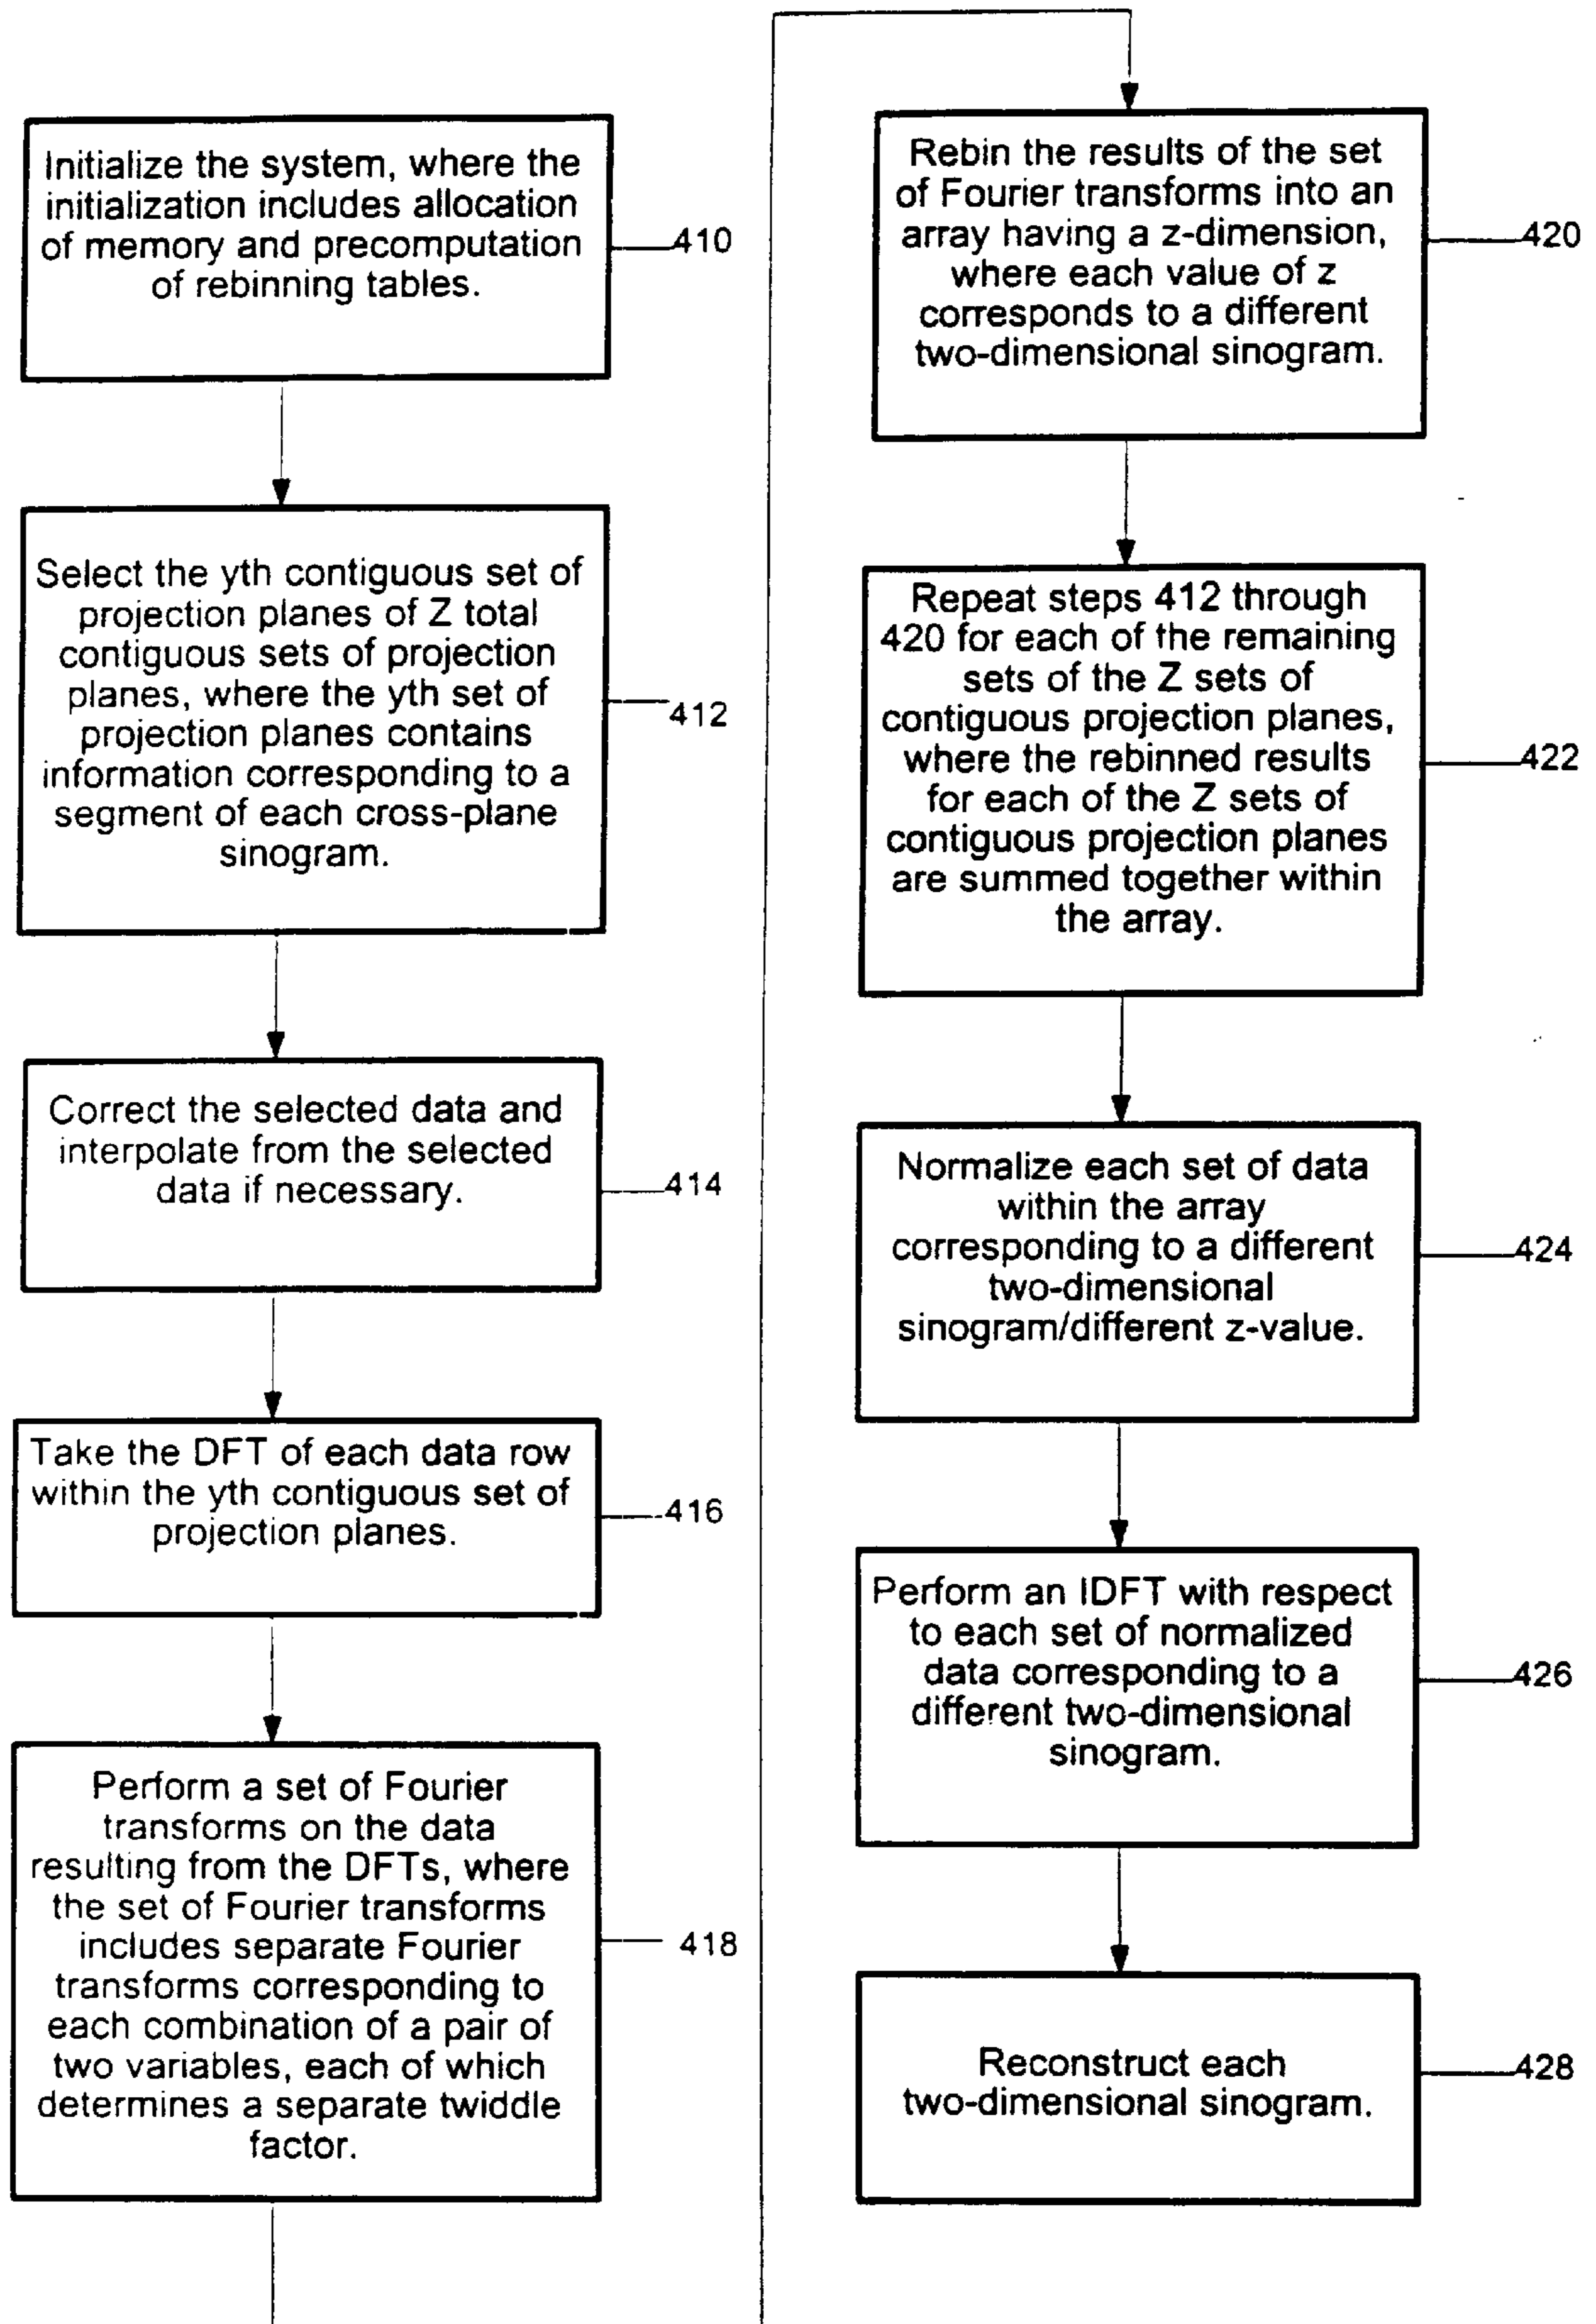 Initialize the system, where the
initialization includes allocation
of memory and precomputation
of rebinning tables.
410
Select the yth contiguous set of
projection planes of Z total
contiguous sets of projection
planes, where the yth set of
projection planes contains
information corresponding to a
segment of each cross-plane
sinogram.
412
Correct the selected data and
interpolate from the selected
data if necessary.
414
Take the DFT of each data row
within the yth contiguous set of
projection planes.
416
Perform a set of Fourier
transforms on the data
resulting from the DFTs, where
the set of Fourier transforms
includes separate Fourier
transforms corresponding to
each combination of a pair of
two variables, each of which
determines a separate twiddle
factor.
418
Rebin the results of the set
of Fourier transforms into an
array having a z-dimension,
where each value of z
corresponds to a different
two-dimensional sinogram.
420
Repeat steps 412 through
420 for each of the remaining
sets of the Z sets of
contiguous projection planes,
where the rebinned results
for each of the Z sets of
contiguous projection planes
are summed together within
the array.
422
Normalize each set of data
within the array
corresponding to a different
two-dimensional
sinogram/different z-value.
424
Perform an IDFT with respect
to each set of normalized
data corresponding to a
different two-dimensional
sinogram.
426
Reconstruct each
two-dimensional sinogram.
428